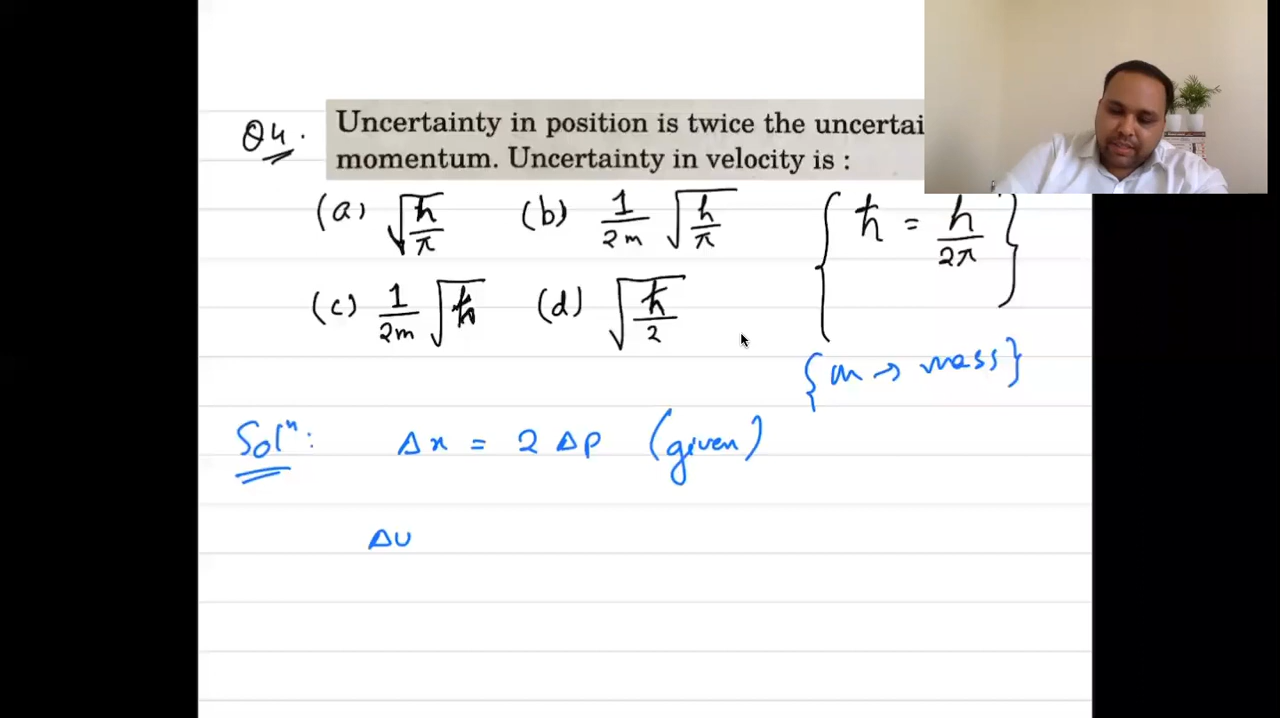 Q4. Uncertainty in position is twice the uncertai
momentum. Uncertainty in velocity is :
(a) √(ħ/π) (b) 1/2m √(h/π) { ħ = h/2π }
(c) 1/2m √ħ (d) √(ħ/2)
{m → mass}
Solⁿ: Δx = 2 Δp (given)
Δυ